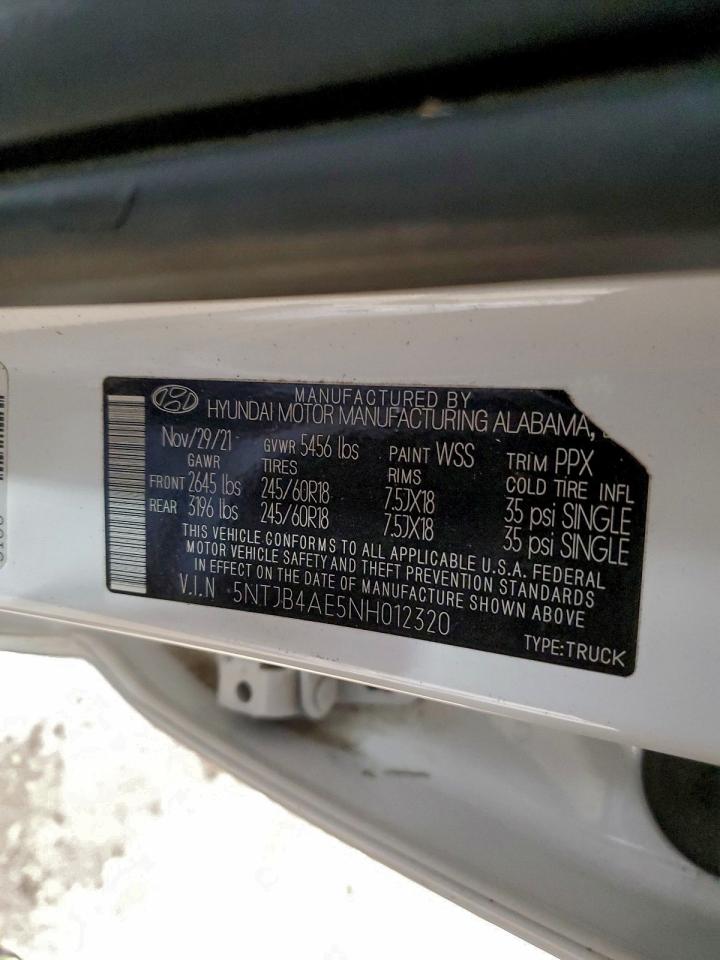 MANUFACTURED BY
HYUNDAI MOTOR MANUFACTURING ALABAMA,
Nov/29/21 GVWR 5456 lbs PAINT WSS TRIM PPX
GAWR TIRES RIMS COLD TIRE INFL
FRONT 2645 lbs 245/60R18 7.5JX18 35 psi SINGLE
REAR 3196 lbs 245/60R18 7.5JX18 35 psi SINGLE
THIS VEHICLE CONFORMS TO ALL APPLICABLE U.S.A. FEDERAL
MOTOR VEHICLE SAFETY AND THEFT PREVENTION STANDARDS
IN EFFECT ON THE DATE OF MANUFACTURE SHOWN ABOVE
V.I.N 5NTJB4AE5NH012320
TYPE:TRUCK